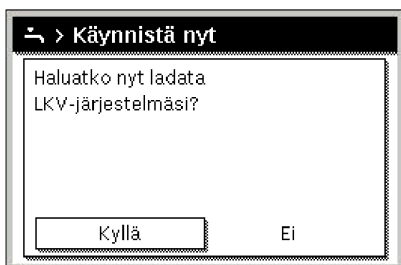 > Käynnistä nyt
Haluatko nyt ladata
LKV-järjestelmäsi?
Kyllä Ei